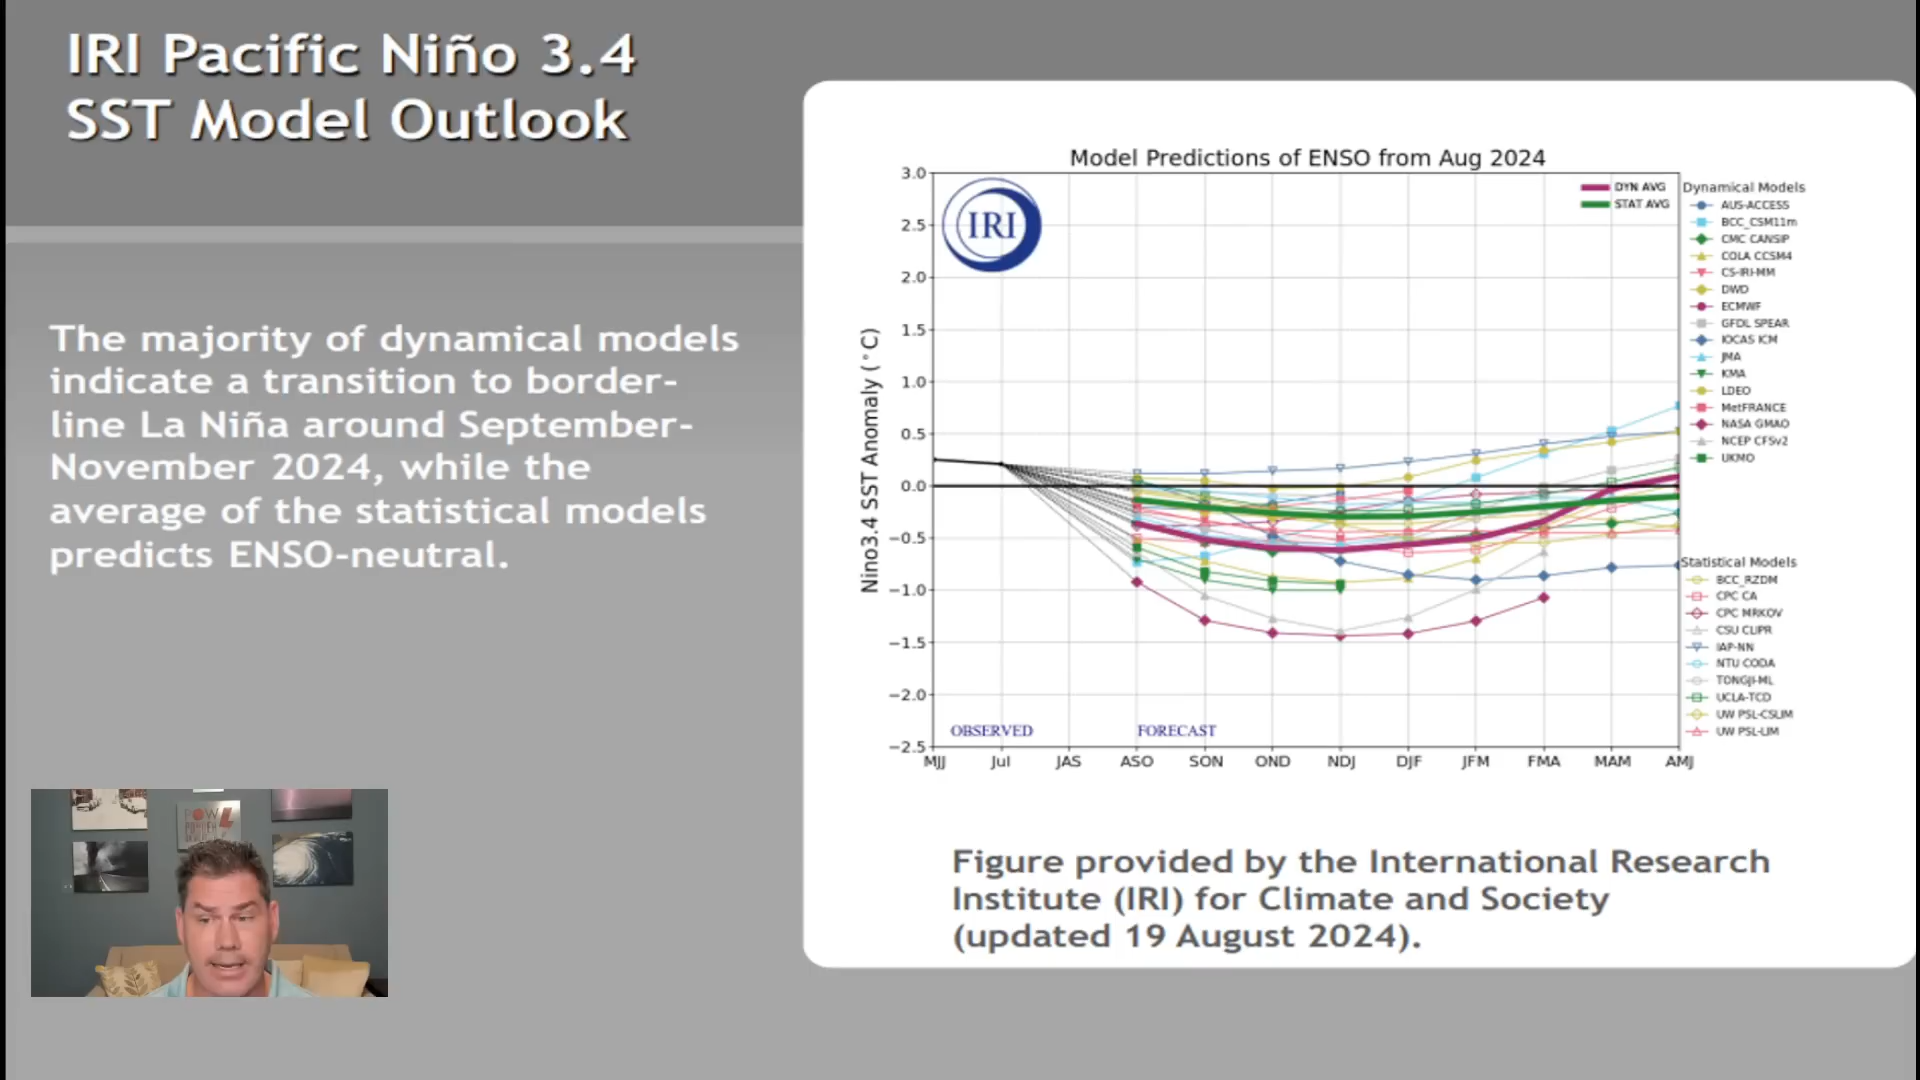 IRI Pacific Niño 3.4
SST Model Outlook
The majority of dynamical models
indicate a transition to border-
line La Niña around September-
November 2024, while the
average of the statistical models
predicts ENSO-neutral.
Model Predictions of ENSO from Aug 2024
IRI
Nino3.4 SST Anomaly (°C)
3.0
2.5
2.0
1.5
1.0
0.5
0.0
−0.5
−1.0
−1.5
−2.0
−2.5
OBSERVED
FORECAST
MJJ
Jul
JAS
ASO
SON
OND
NDJ
DJF
JFM
FMA
MAM
AMJ
DYN AVG
STAT AVG
Dynamical Models
AUS-ACCESS
BCC_CSM11m
CMC CANSIP
COLA CCSM4
CS-IRI-MM
DWD
ECMWF
GFDL SPEAR
IOCAS ICM
JMA
KMA
LDEO
MetFRANCE
NASA GMAO
NCEP CFSv2
UKMO
Statistical Models
BCC_RZDM
CPC CA
CPC MRKOV
CSU CLIPR
IAP-NN
NTU CODA
TONGJI-ML
UCLA-TCD
UW PSL-CSLIM
UW PSL-LIM
Figure provided by the International Research
Institute (IRI) for Climate and Society
(updated 19 August 2024).
POW